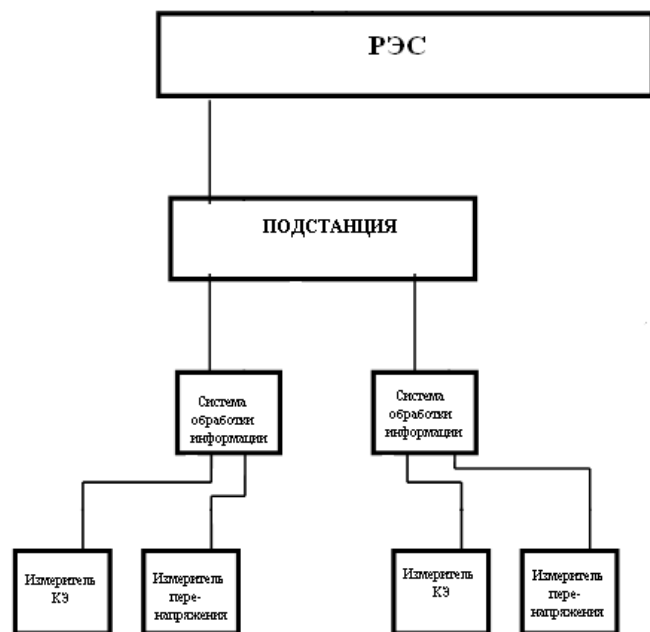 РЭС
ПОДСТАНЦИЯ
Система
обработки
информации
Система
обработки
информации
Измеритель
КЭ
Измеритель
пере-
напряжения
Измеритель
КЭ
Измеритель
пере-
напряжения